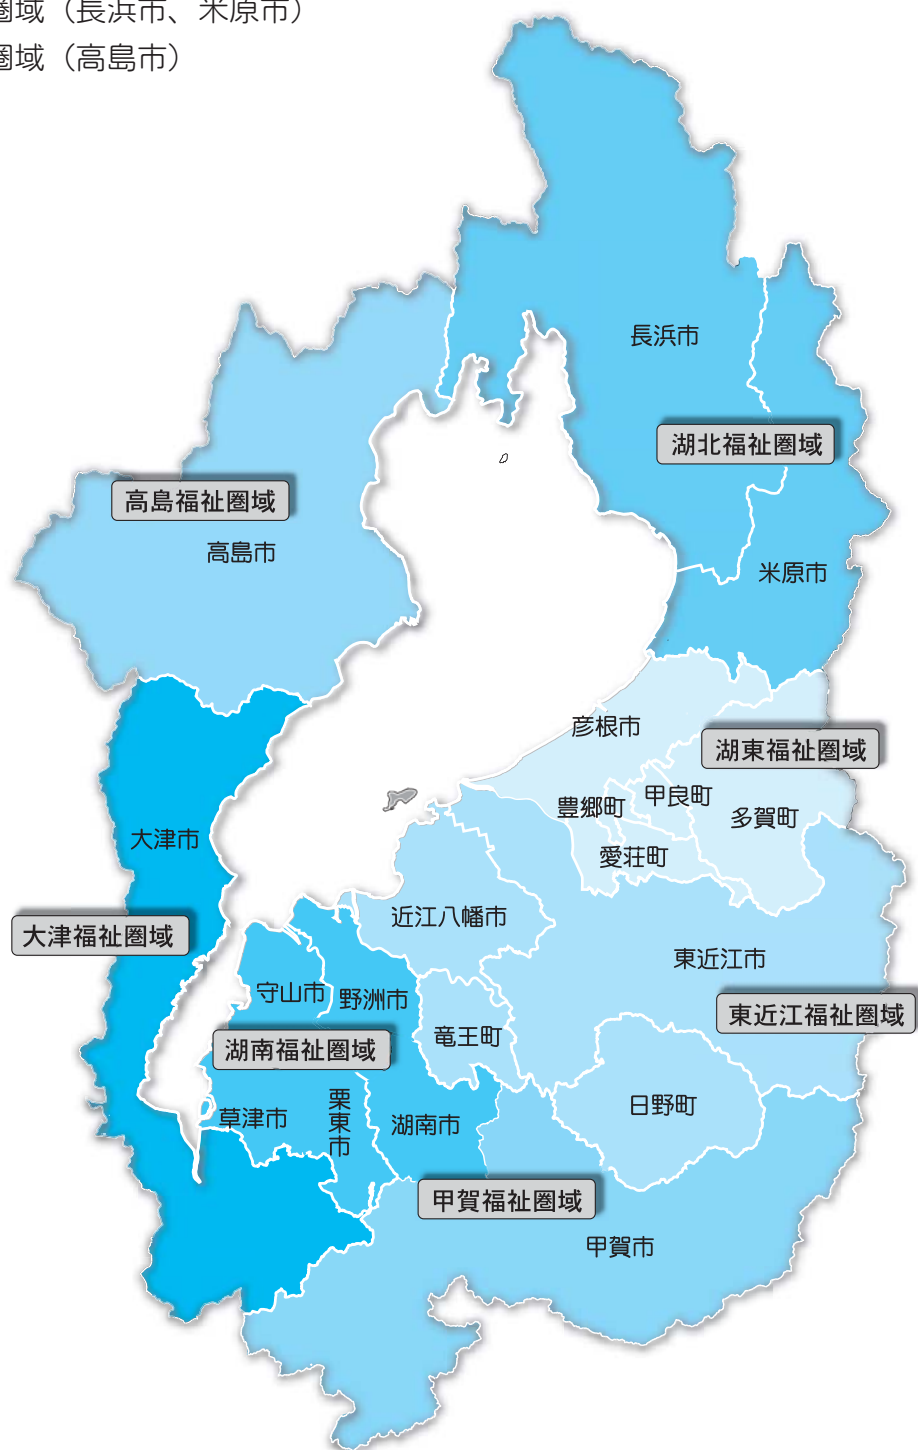 圏域（長浜市、米原市）
圏域（高島市）
長浜市
湖北福祉圏域
高島福祉圏域
高島市
米原市
彦根市
湖東福祉圏域
豊郷町
甲良町
多賀町
大津市
愛荘町
近江八幡市
大津福祉圏域
東近江市
守山市
野洲市
東近江福祉圏域
竜王町
湖南福祉圏域
日野町
草津市
栗東市
湖南市
甲賀福祉圏域
甲賀市